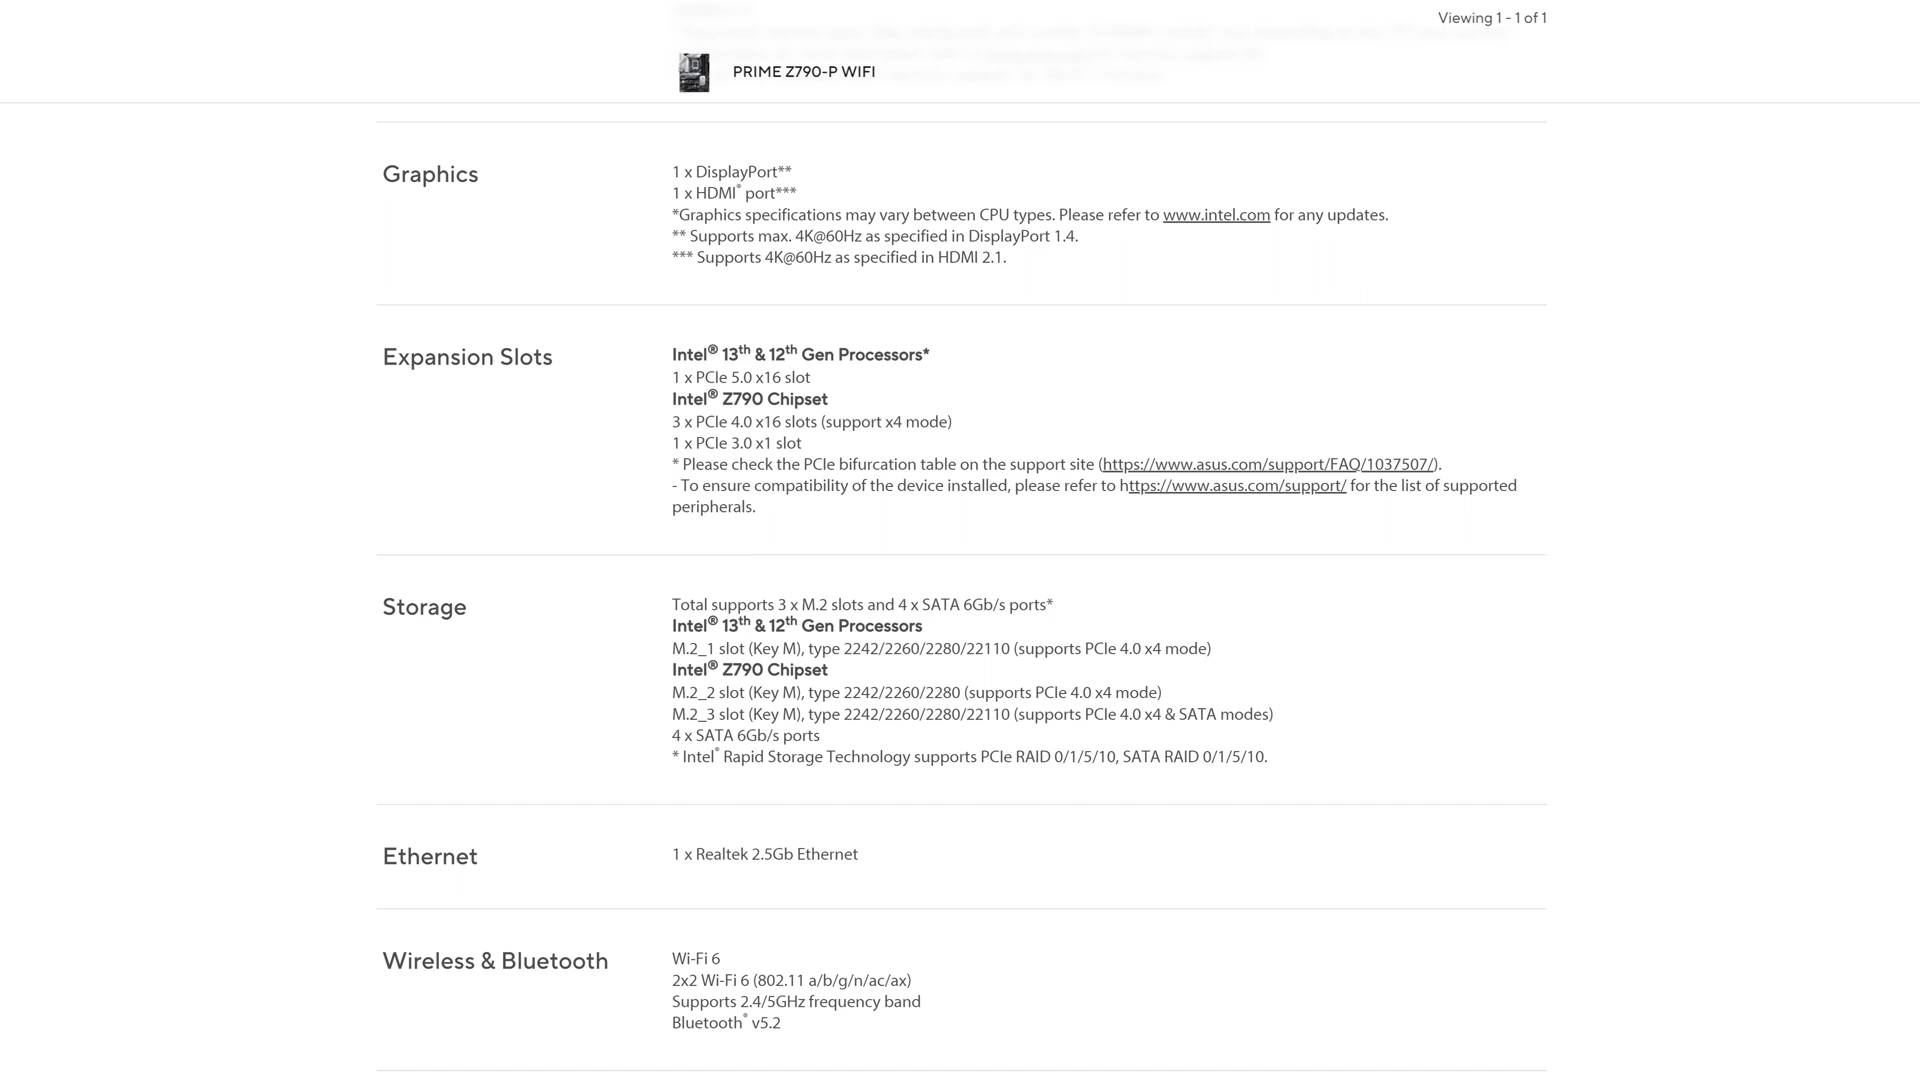 Viewing 1 - 1 of 1
PRIME Z790-P WIFI
Graphics
1 x DisplayPort**
1 x HDMI® port***
*Graphics specifications may vary between CPU types. Please refer to www.intel.com for any updates.
** Supports max. 4K@60Hz as specified in DisplayPort 1.4.
*** Supports 4K@60Hz as specified in HDMI 2.1.
Expansion Slots
Intel® 13th & 12th Gen Processors*
1 x PCIe 5.0 x16 slot
Intel® Z790 Chipset
3 x PCIe 4.0 x16 slots (support x4 mode)
1 x PCIe 3.0 x1 slot
* Please check the PCIe bifurcation table on the support site (https://www.asus.com/support/FAQ/1037507/).
- To ensure compatibility of the device installed, please refer to https://www.asus.com/support/ for the list of supported
peripherals.
Storage
Total supports 3 x M.2 slots and 4 x SATA 6Gb/s ports*
Intel® 13th & 12th Gen Processors
M.2_1 slot (Key M), type 2242/2260/2280/22110 (supports PCIe 4.0 x4 mode)
Intel® Z790 Chipset
M.2_2 slot (Key M), type 2242/2260/2280 (supports PCIe 4.0 x4 mode)
M.2_3 slot (Key M), type 2242/2260/2280/22110 (supports PCIe 4.0 x4 & SATA modes)
4 x SATA 6Gb/s ports
* Intel® Rapid Storage Technology supports PCIe RAID 0/1/5/10, SATA RAID 0/1/5/10.
Ethernet
1 x Realtek 2.5Gb Ethernet
Wireless & Bluetooth
Wi-Fi 6
2x2 Wi-Fi 6 (802.11 a/b/g/n/ac/ax)
Supports 2.4/5GHz frequency band
Bluetooth® v5.2